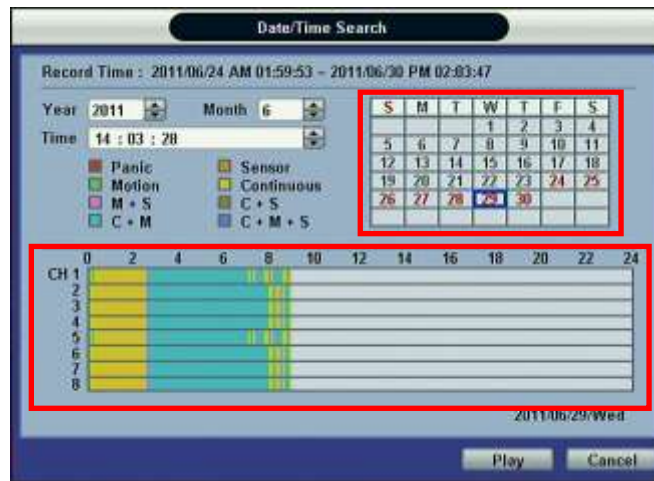 Date/Time Search
Record Time : 2011/06/24 AM 01:59:53 ~ 2011/06/30 PM 02:03:47
Year 2011 Month 6
Time 14 : 03 : 28
Panic Sensor
Motion Continuous
M + S C + S
C + M C + M + S
S M T W T F S
1 2 3 4
5 6 7 8 9 10 11
12 13 14 15 16 17 18
19 20 21 22 23 24 25
26 27 28 29 30
0 2 4 6 8 10 12 14 16 18 20 22 24
CH 1
2
3
4
5
6
7
8
2011/06/29/Wed
Play Cancel